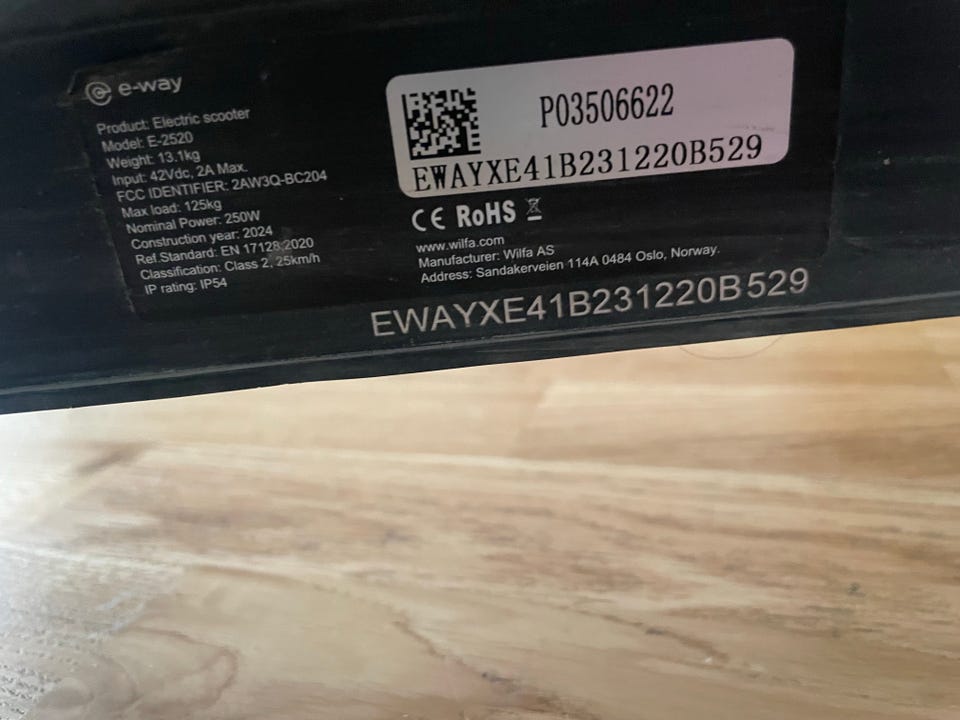 e-way
Product: Electric scooter
Model: E-2520
Weight: 13.1kg
Input: 42Vdc, 2A Max.
FCC IDENTIFIER: 2AW3Q-BC204
Max load: 125kg
Nominal Power: 250W
Construction year: 2024
Ref.Standard: EN 17128:2020
Classification: Class 2, 25km/h
IP rating: IP54
P03506622
EWAYXE41B231220B529
CE RoHS
www.wilfa.com
Manufacturer: Wilfa AS
Address: Sandakerveien 114A 0484 Oslo, Norway.
EWAYXE41B231220B529